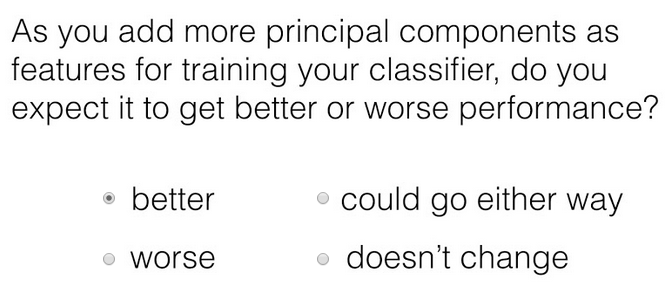 As you add more principal components as
features for training your classifier, do you
expect it to get better or worse performance?
better
could go either way
worse
doesn't change